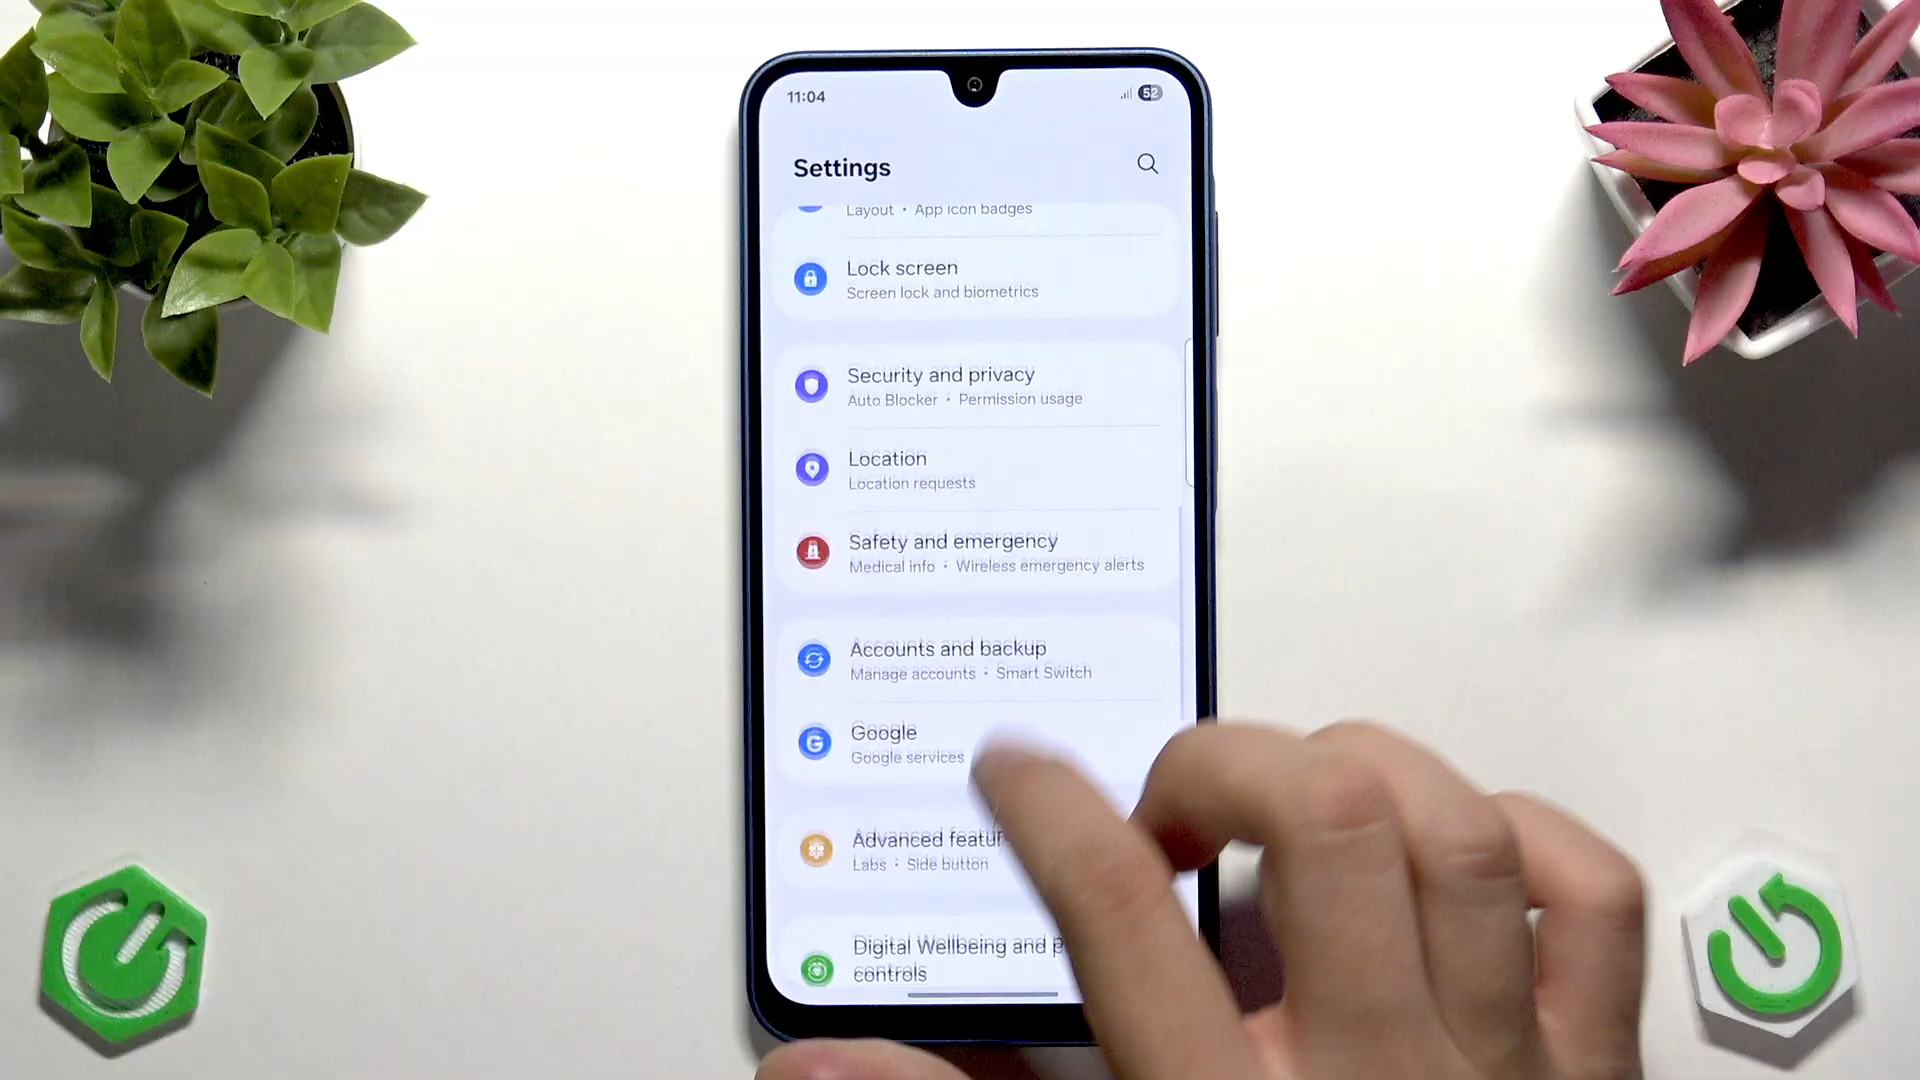 11:04
52
Settings
Layout • App icon badges
Lock screen
Screen lock and biometrics
Security and privacy
Auto Blocker • Permission usage
Location
Location requests
Safety and emergency
Medical info • Wireless emergency alerts
Accounts and backup
Manage accounts • Smart Switch
Google
Google services
Advanced featur
Labs • Side button
Digital Wellbeing and p
controls